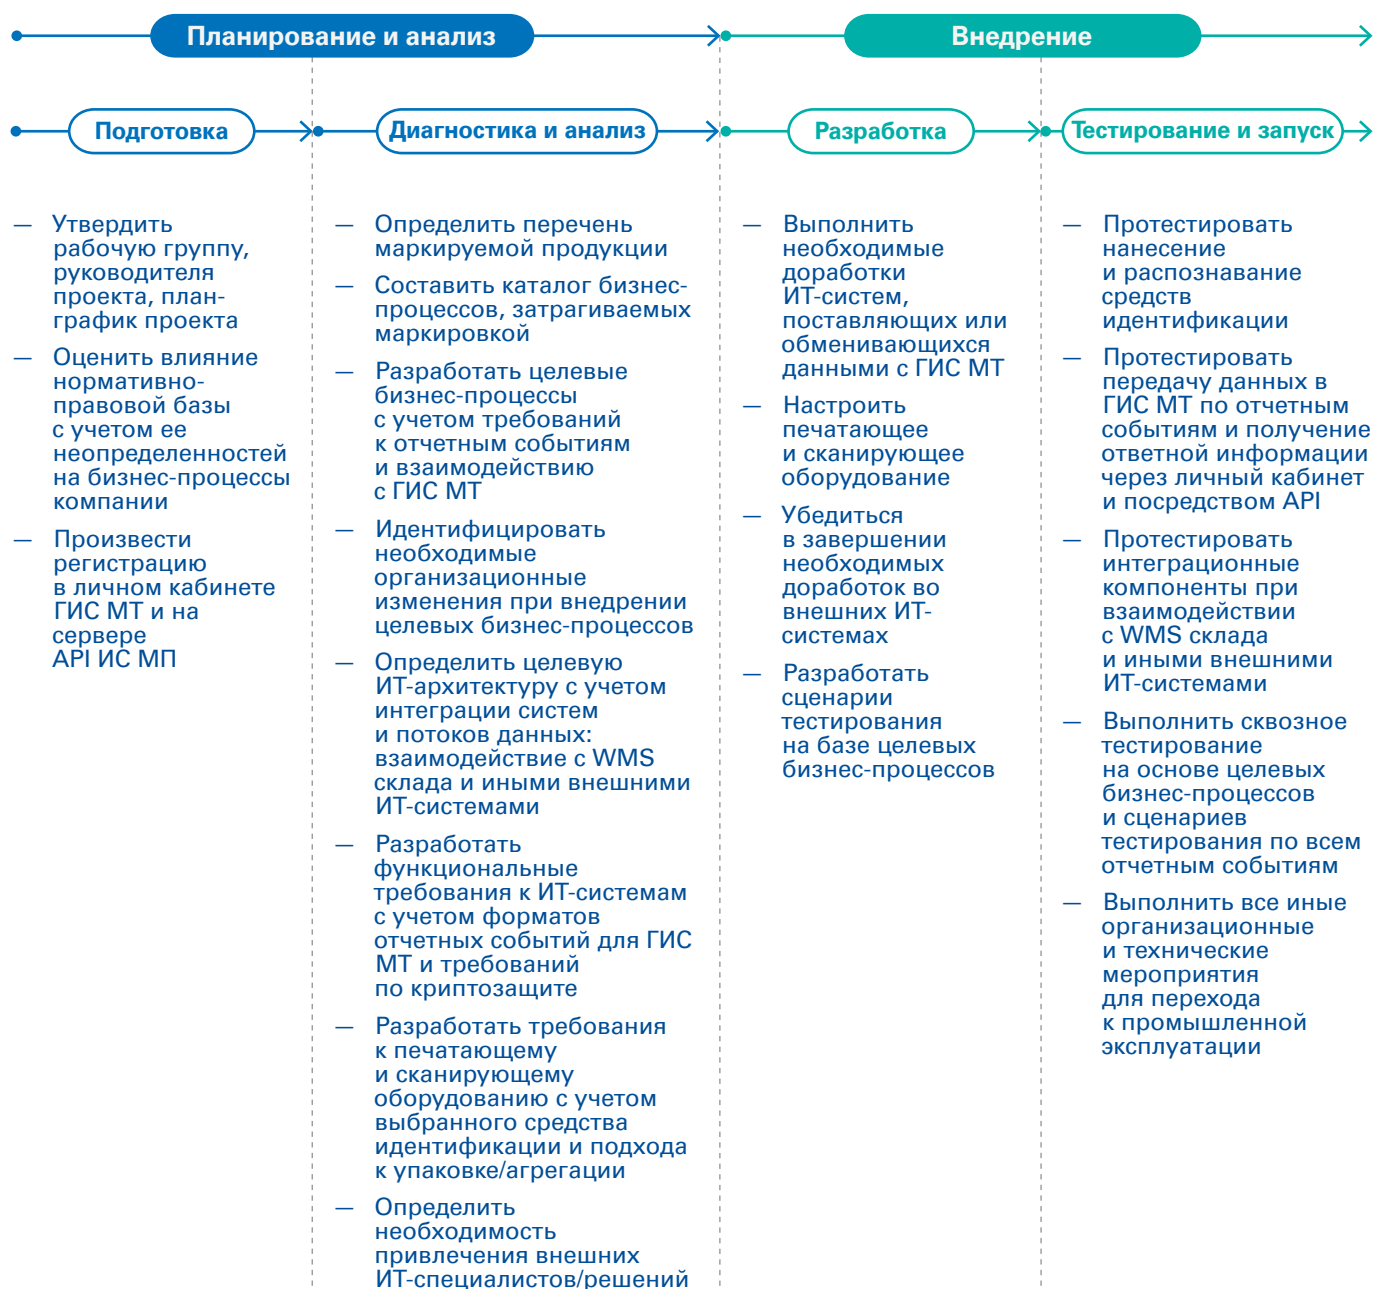 Планирование и анализ
Внедрение
Подготовка
Диагностика и анализ
Разработка
Тестирование и запуск
— Утвердить
рабочую группу,
руководителя
проекта, план-
график проекта
— Оценить влияние
нормативно-
правовой базы
с учетом ее
неопределенностей
на бизнес-процессы
компании
— Произвести
регистрацию
в личном кабинете
ГИС МТ и на
сервере
API ИС МП
— Определить перечень
маркируемой продукции
— Составить каталог бизнес-
процессов, затрагиваемых
маркировкой
— Разработать целевые
бизнес-процессы
с учетом требований
к отчетным событиям
и взаимодействию
с ГИС МТ
— Идентифицировать
необходимые
организационные
изменения при внедрении
целевых бизнес-процессов
— Определить целевую
ИТ-архитектуру с учетом
интеграции систем
и потоков данных:
взаимодействие с WMS
склада и иными внешними
ИТ-системами
— Разработать
функциональные
требования к ИТ-системам
с учетом форматов
отчетных событий для ГИС
МТ и требований
по криптозащите
— Разработать требования
к печатающему
и сканирующему
оборудованию с учетом
выбранного средства
идентификации и подхода
к упаковке/агрегации
— Определить
необходимость
привлечения внешних
ИТ-специалистов/решений
— Выполнить
необходимые
доработки
ИТ-систем,
поставляющих или
обменивающихся
данными с ГИС МТ
— Настроить
печатающее
и сканирующее
оборудование
— Убедиться
в завершении
необходимых
доработок во
внешних ИТ-
системах
— Разработать
сценарии
тестирования
на базе целевых
бизнес-процессов
— Протестировать
нанесение
и распознавание
средств
идентификации
— Протестировать
передачу данных в
ГИС МТ по отчетным
событиям и получение
ответной информации
через личный кабинет
и посредством API
— Протестировать
интеграционные
компоненты при
взаимодействии
с WMS склада
и иными внешними
ИТ-системами
— Выполнить сквозное
тестирование
на основе целевых
бизнес-процессов
и сценариев
тестирования по всем
отчетным событиям
— Выполнить все иные
организационные
и технические
мероприятия
для перехода
к промышленной
эксплуатации